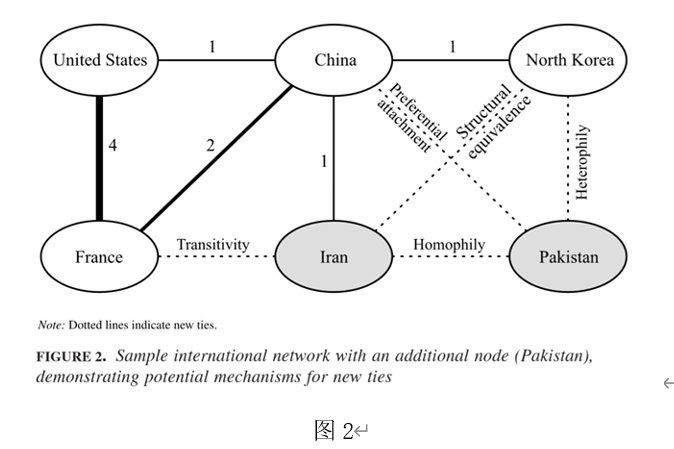 1
1
United States
China
North Korea
Preferential
attachment
Structural
equivalence
4
2
1
Heterophily
Transitivity
Homophily
France
Iran
Pakistan
Note: Dotted lines indicate new ties.
FIGURE 2. Sample international network with an additional node (Pakistan),
demonstrating potential mechanisms for new ties
图 2